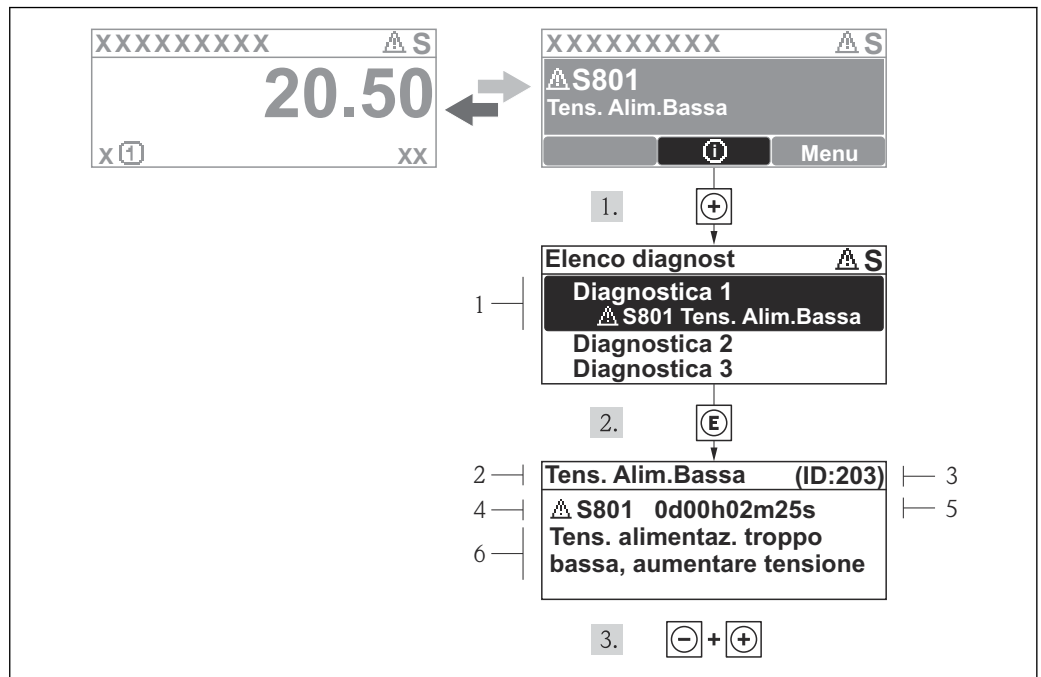 XXXXXXXXX ⚠ S
20.50
X ① XX
XXXXXXXXX ⚠ S
⚠ S801
Tens. Alim.Bassa
ⓘ Menu
1. +
Elenco diagnost ⚠ S
1
Diagnostica 1
⚠ S801 Tens. Alim.Bassa
Diagnostica 2
Diagnostica 3
2. E
2 Tens. Alim.Bassa (ID:203) 3
4 ⚠ S801 0d00h02m25s 5
6 Tens. alimentaz. troppo
bassa, aumentare tensione
3. - + +